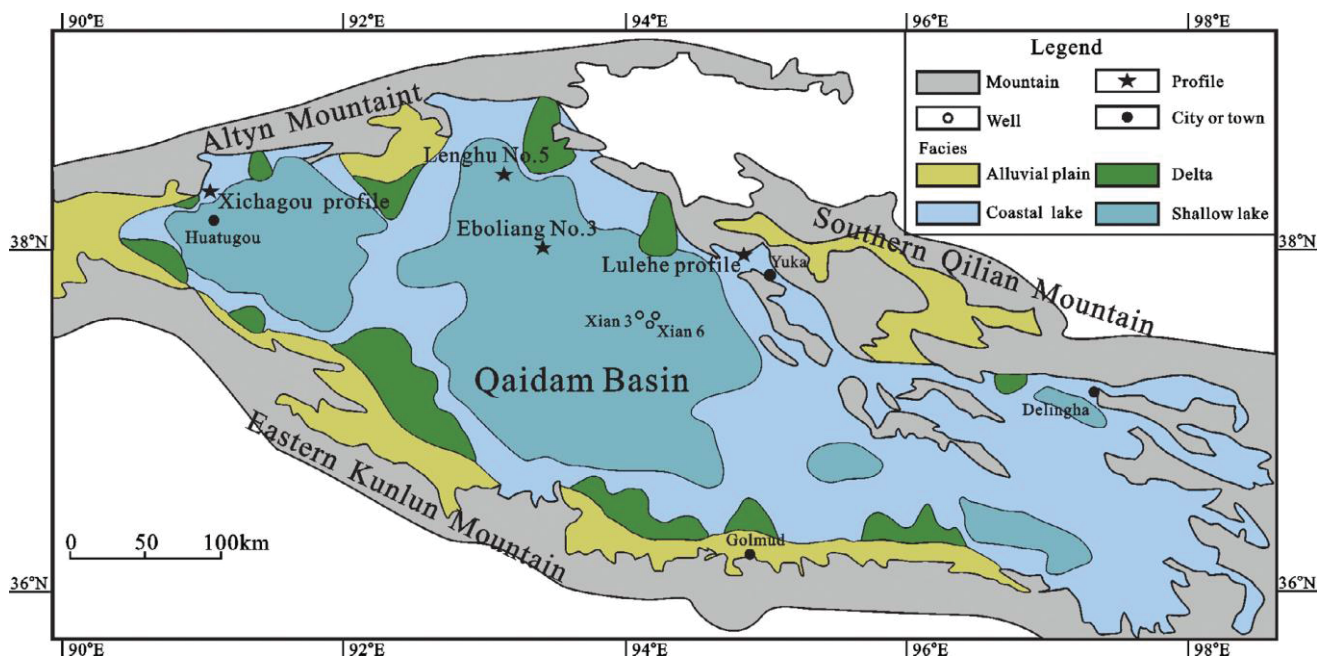 90°E 92°E 94°E 96°E 98°E
Legend
Mountain
Profile
Well
City or town
Facies
Alluvial plain
Delta
Coastal lake
Shallow lake
Altyn Mountaint
Lenghu No.5
Xichagou profile
Huatugou
Eboliang No.3
38°N
38°N
Lulehe profile
Yuka
Southern Qilian Mountain
Xian 3
Xian 6
Qaidam Basin
Delingha
Eastern Kunlun Mountain
0 50 100km
Golmud
36°N
36°N
90°E 92°E 94°E 96°E 98°E